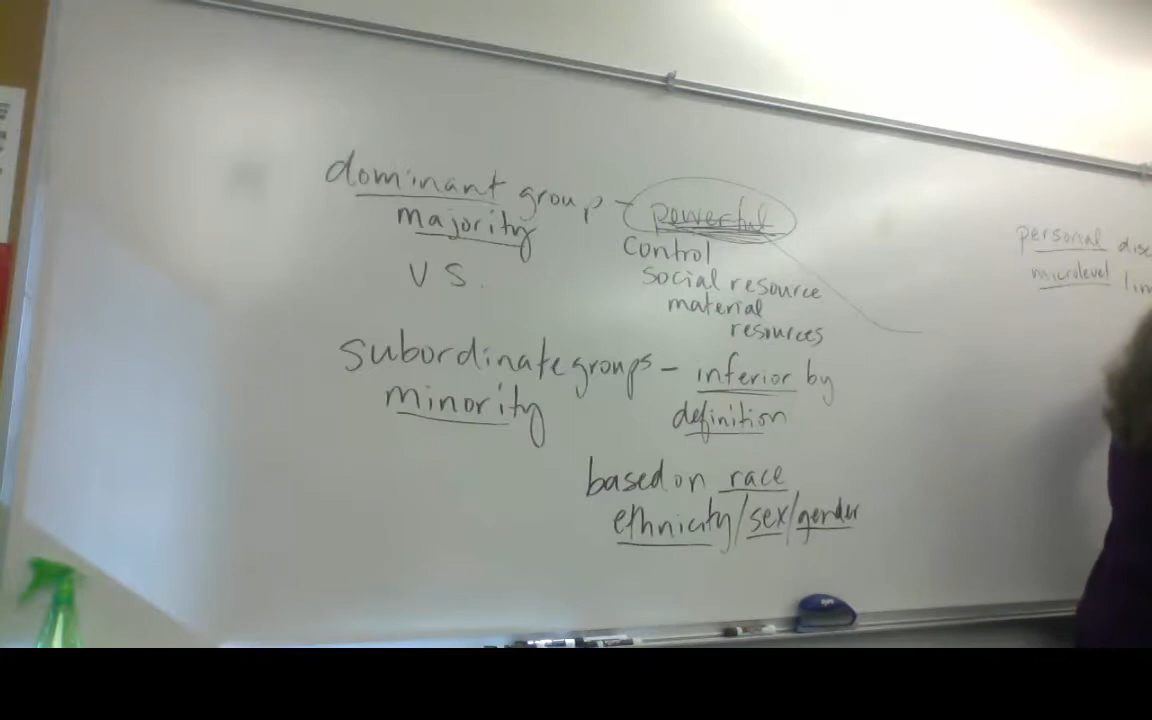 dominant group - powerful
majority
control
vs.
social resource
material
resources
subordinate groups - inferior by
minority
definition
based on race
ethnicity/sex/gender
personal
microlevel